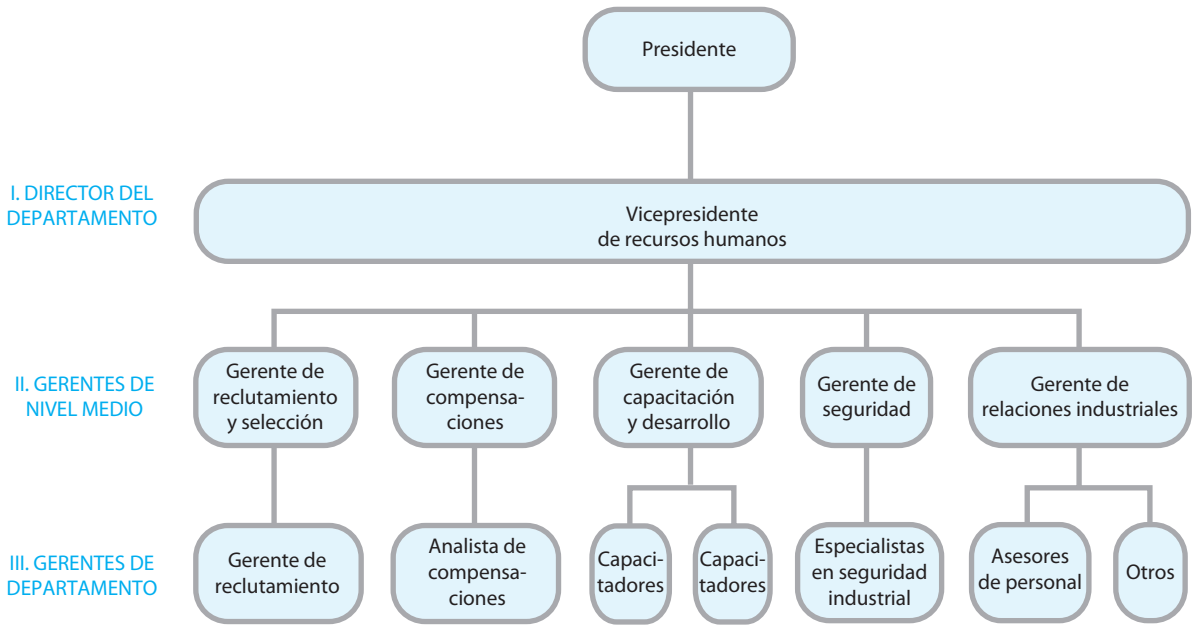 Presidente
I. DIRECTOR DEL
DEPARTAMENTO
Vicepresidente
de recursos humanos
II. GERENTES DE
NIVEL MEDIO
Gerente de
reclutamiento
y selección
Gerente de
compensa-
ciones
Gerente de
capacitación
y desarrollo
Gerente de
seguridad
Gerente de
relaciones industriales
III. GERENTES DE
DEPARTAMENTO
Gerente de
reclutamiento
Analista de
compensa-
ciones
Capaci-
tadores
Capaci-
tadores
Especialistas
en seguridad
industrial
Asesores
de personal
Otros